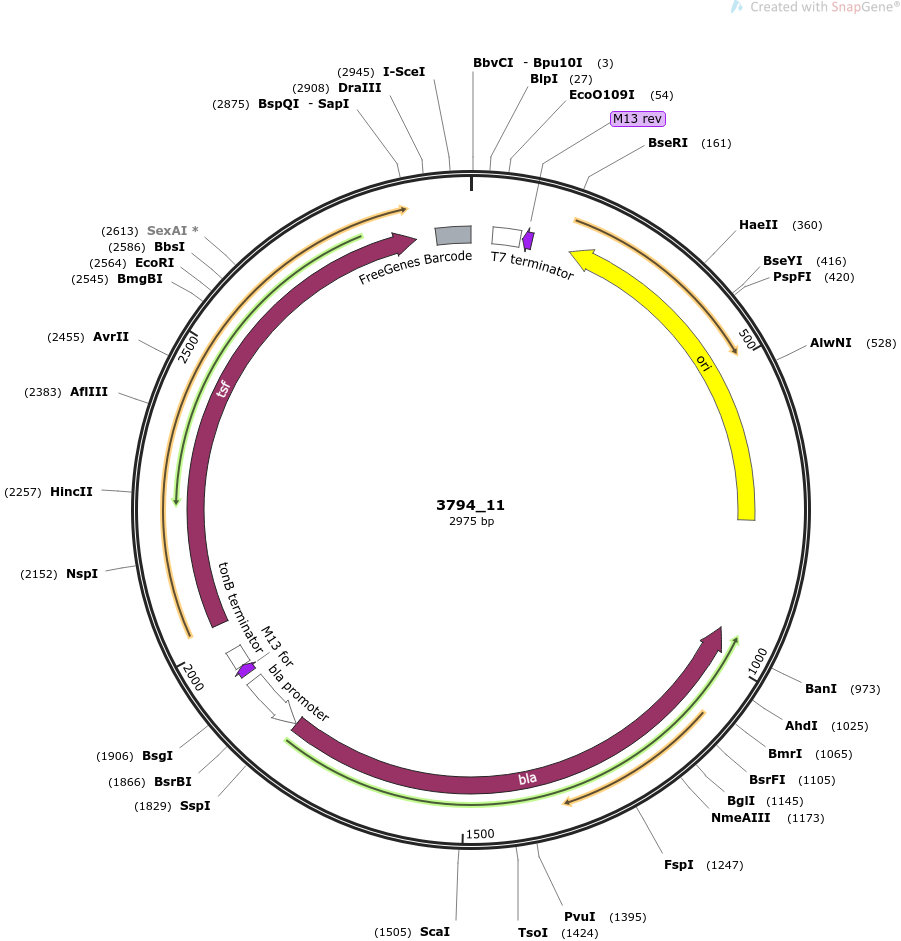 Created with SnapGene®
BbvCI - Bpu10I (3)
BlpI (27)
EcoO109I (54)
M13 rev
BseRI (161)
HaeII (360)
BseYI (416)
PspFI (420)
AlwNI (528)
BanI (973)
AhdI (1025)
BmrI (1065)
BsrFI (1105)
BglI (1145)
NmeAIII (1173)
FspI (1247)
PvuI (1395)
TsoI (1424)
(1505) ScaI
(1829) SspI
(1866) BsrBI
(1906) BsgI
(2152) NspI
(2257) HincII
(2383) AflIII
(2455) AvrII
(2545) BmgBI
(2564) EcoRI
(2586) BbsI
(2613) SexAI *
(2875) BspQI - SapI
(2908) DraIII
(2945) I-SceI
FreeGenes Barcode
T7 terminator
ori
500
1000
bla
1500
bla promoter
M13 for
tonB terminator
2000
tsf
2500
3794_11
2975 bp